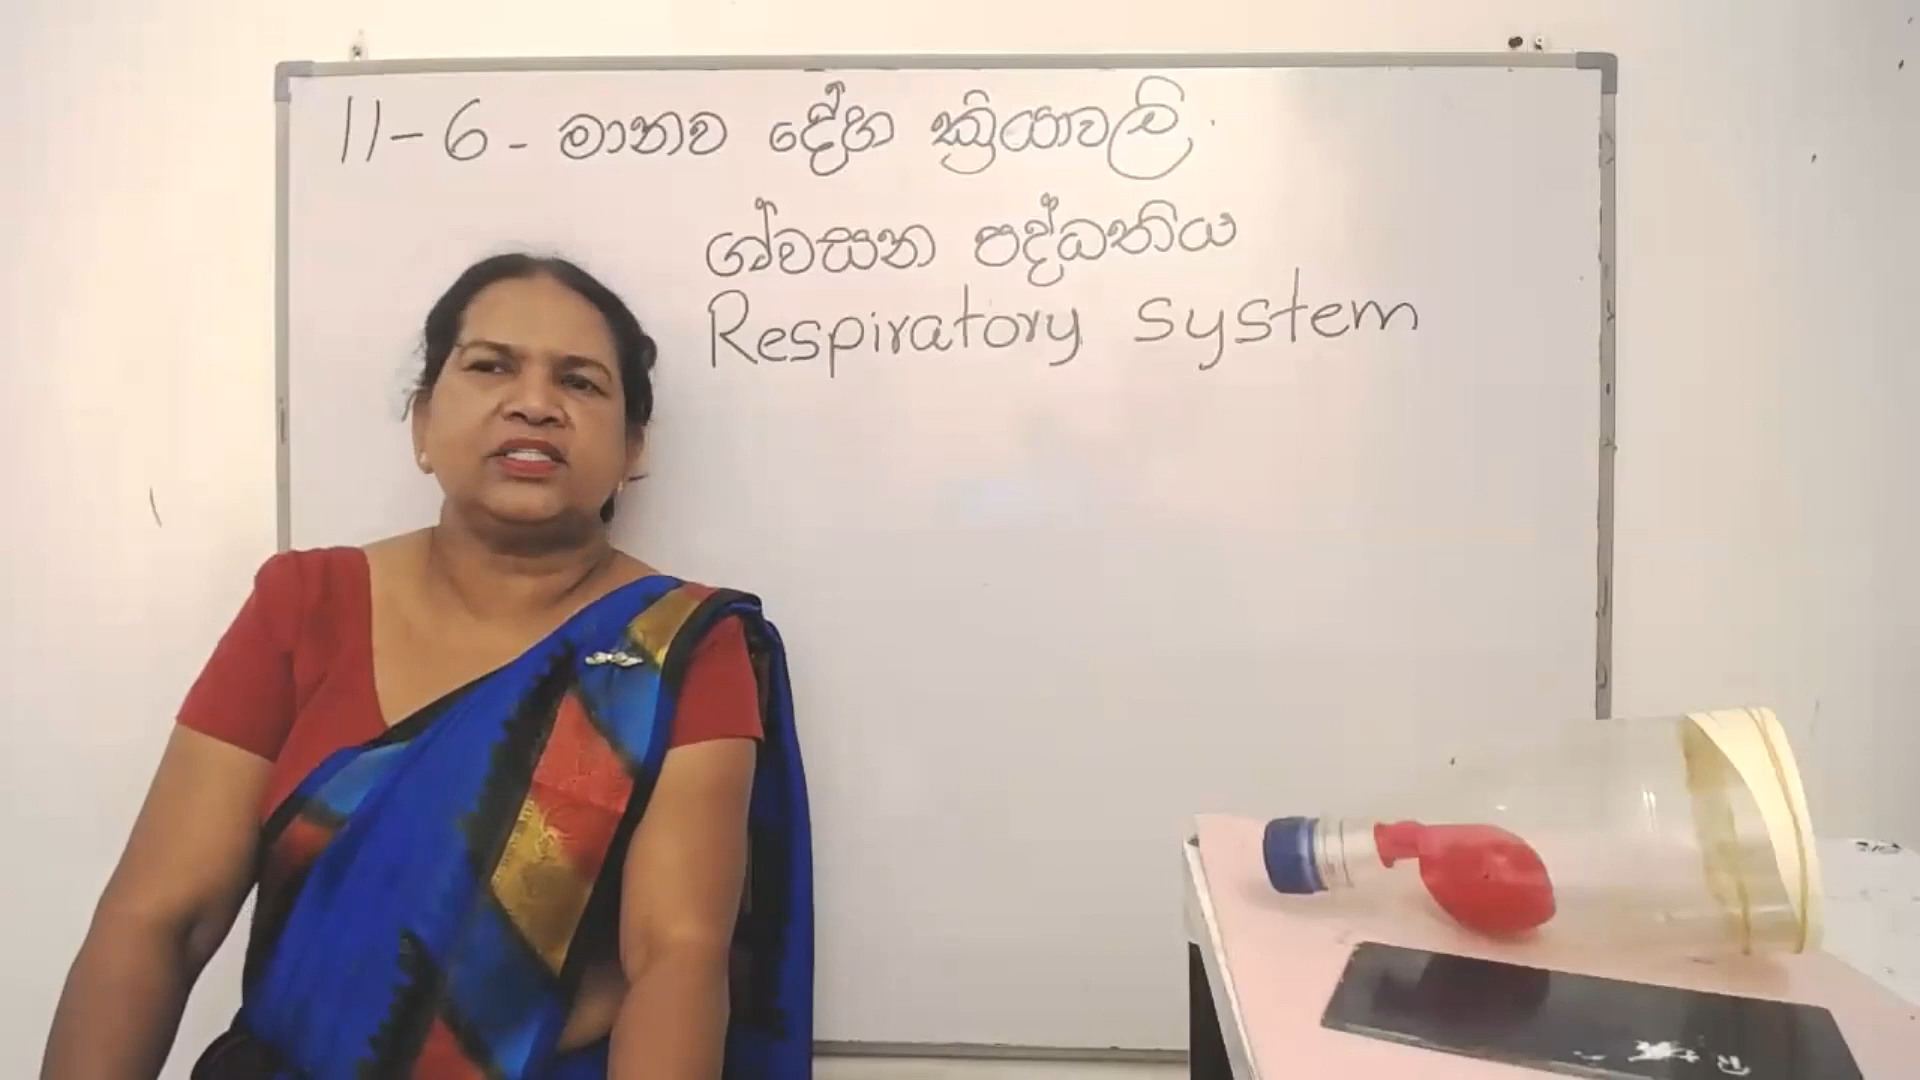 11-6 - මානව දේහ ක්‍රියාවලි.
ශ්වසන පද්ධතිය
Respiratory system